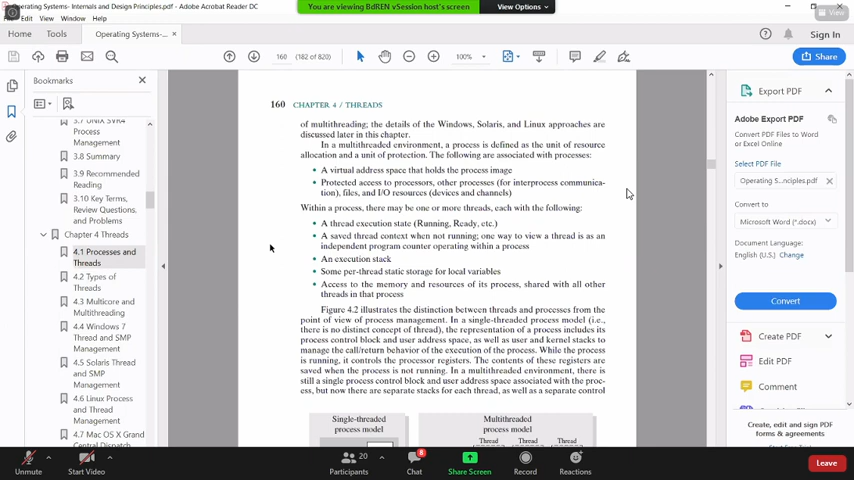 Operating Systems- Internals and Design Principles.pdf - Adobe Acrobat Reader DC
You are viewing BdREN vSession host's screen
View Options
View
File Edit View Window Help
Home
Tools
Operating Systems-...
Sign In
160
(182 of 820)
100%
Share
Bookmarks
3.7 UNIX SVR4
Process
Management
3.8 Summary
3.9 Recommended
Reading
3.10 Key Terms,
Review Questions,
and Problems
Chapter 4 Threads
4.1 Processes and
Threads
4.2 Types of
Threads
4.3 Multicore and
Multithreading
4.4 Windows 7
Thread and SMP
Management
4.5 Solaris Thread
and SMP
Management
4.6 Linux Process
and Thread
Management
4.7 Mac OS X Grand
Central Dispatch
160 CHAPTER 4 / THREADS
of multithreading; the details of the Windows, Solaris, and Linux approaches are
discussed later in this chapter.
In a multithreaded environment, a process is defined as the unit of resource
allocation and a unit of protection. The following are associated with processes:
• A virtual address space that holds the process image
• Protected access to processors, other processes (for interprocess communica-
tion), files, and I/O resources (devices and channels)
Within a process, there may be one or more threads, each with the following:
• A thread execution state (Running, Ready, etc.)
• A saved thread context when not running; one way to view a thread is as an
independent program counter operating within a process
• An execution stack
• Some per-thread static storage for local variables
• Access to the memory and resources of its process, shared with all other
threads in that process
Figure 4.2 illustrates the distinction between threads and processes from the
point of view of process management. In a single-threaded process model (i.e.,
there is no distinct concept of thread), the representation of a process includes its
process control block and user address space, as well as user and kernel stacks to
manage the call/return behavior of the execution of the process. While the process
is running, it controls the processor registers. The contents of these registers are
saved when the process is not running. In a multithreaded environment, there is
still a single process control block and user address space associated with the proc-
ess, but now there are separate stacks for each thread, as well as a separate control
Single-threaded
process model
Multithreaded
process model
Thread Thread Thread
Export PDF
Adobe Export PDF
Convert PDF Files to Word
or Excel Online
Select PDF File
Operating S...nciples.pdf
Convert to
Microsoft Word (*.docx)
Document Language:
English (U.S.) Change
Convert
Create PDF
Edit PDF
Comment
Create, edit and sign PDF
forms & agreements
Unmute
Start Video
Participants
20
Chat
8
Share Screen
Record
Reactions
Leave